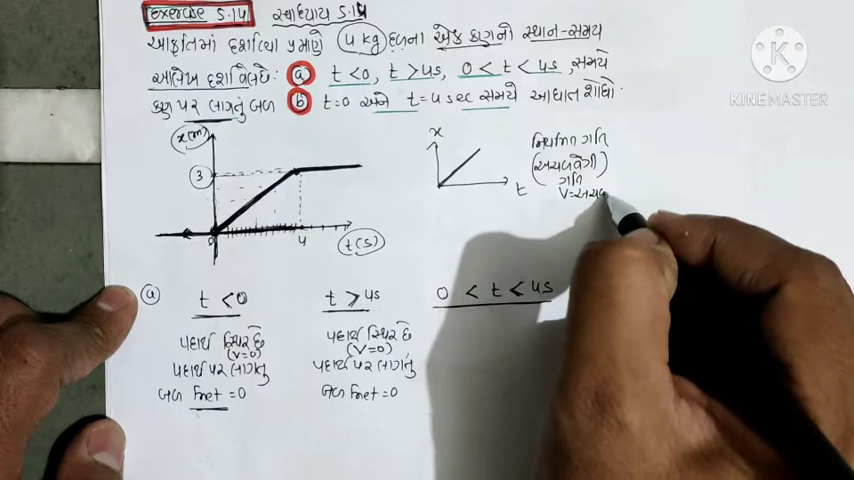 Exercise 5.14 સ્વાધ્યાય 5.14
આકૃતિમાં દર્શાવ્યા પ્રમાણે 4 kg દળના એક કણનો સ્થાન-સમય
આલેખ દર્શાવેલ છે: a t<0, t>4s, 0<t<4s, સમયે
કણ પર લાગતું બળ b t=0 અને t=4 sec સમયે આઘાત શોધો.
KINEMASTER
x(m)
3
0
4
t(s)
x
t
નિયમિત ગતિ
(અચળવેગી)
ગતિ
V=અચળ
a
t < 0
પદાર્થ સ્થિર છે
(V=0)
પદાર્થ પર લાગતું
બળ Fnet =0
t > 4s
પદાર્થ સ્થિર છે
(V=0)
પદાર્થ પર લાગતું
બળ Fnet =0
0 < t < 4s